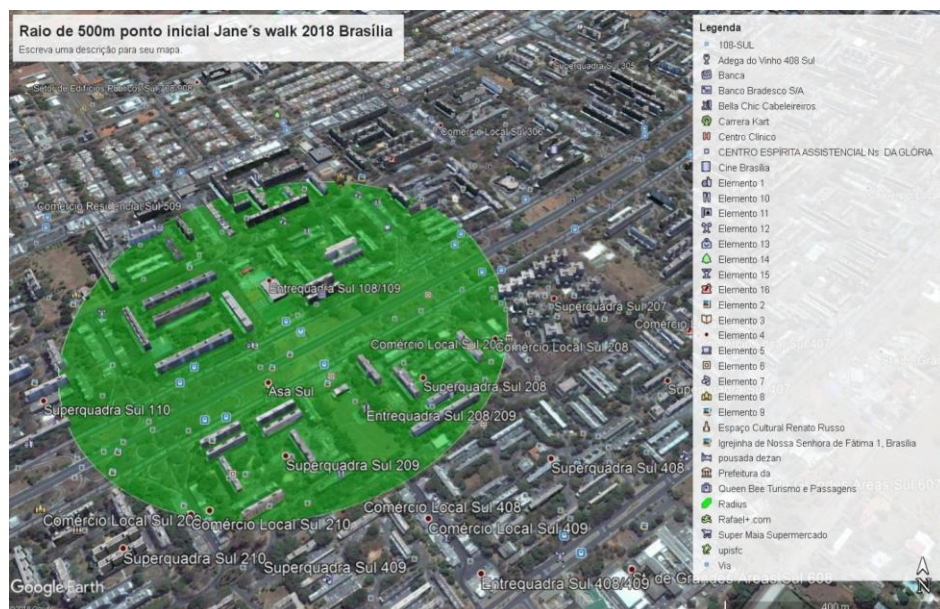 Raio de 500m ponto inicial Jane´s walk 2018 Brasília
Escreva uma descrição para seu mapa.
Legenda
108-SUL
Adega do Vinho 408 Sul
Banca
Banco Bradesco S/A
Bella Chic Cabeleireiros
Carrera Kart
Centro Clínico
CENTRO ESPÍRITA ASSISTENCIAL Ns DA GLÓRIA
Cine Brasília
Elemento 1
Elemento 10
Elemento 11
Elemento 12
Elemento 13
Elemento 14
Elemento 15
Elemento 16
Elemento 2
Elemento 3
Elemento 4
Elemento 5
Elemento 6
Elemento 7
Elemento 8
Elemento 9
Espaço Cultural Renato Russo
Igrejinha de Nossa Senhora de Fátima 1, Brasília
pousada dezan
Prefeitura da
Queen Bee Turismo e Passagens
Radius
Rafael+.com
Super Maia Supermercado
upisfc
Via
Superquadra Sul 305
Comércio Local Sul 306
Comércio Residencial Sul 509
Entrequadra Sul 108/109
Superquadra Sul 207
Comércio Local Sul 208
Asa Sul
Superquadra Sul 208
Superquadra Sul 110
Entrequadra Sul 208/209
Superquadra Sul 209
Superquadra Sul 408
Comércio Local Sul 408
Comércio Local Sul 210
Comércio Local Sul 409
Superquadra Sul 210
Superquadra Sul 409
Entrequadra Sul 408/409
Google Earth
400 m
N